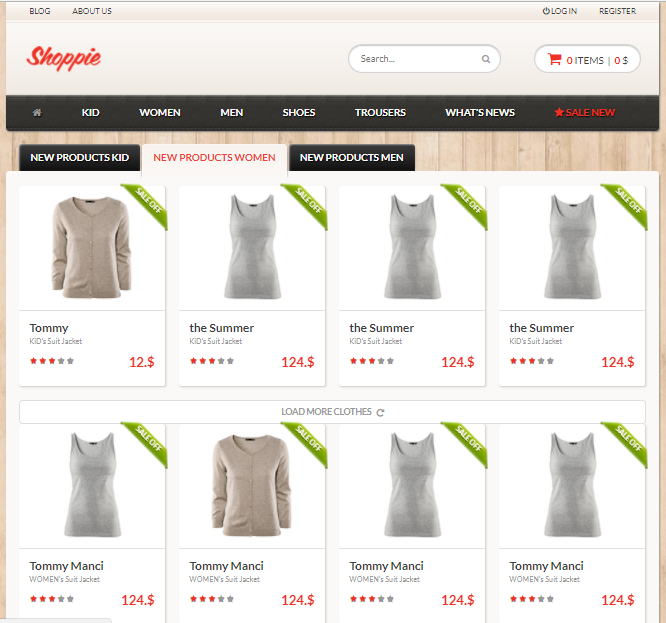 BLOG ABOUT US LOG IN REGISTER
Shoppie
Search...
0 ITEMS | 0 $
KID WOMEN MEN SHOES TROUSERS WHAT'S NEWS SALE NEW
NEW PRODUCTS KID NEW PRODUCTS WOMEN NEW PRODUCTS MEN
SALE OFF SALE OFF SALE OFF SALE OFF
Tommy the Summer the Summer the Summer
KiD's Suit Jacket KiD's Suit Jacket KiD's Suit Jacket KiD's Suit Jacket
12.$ 124.$ 124.$ 124.$
LOAD MORE CLOTHES
SALE OFF SALE OFF SALE OFF SALE OFF
Tommy Manci Tommy Manci Tommy Manci Tommy Manci
WOMEN's Suit Jacket WOMEN's Suit Jacket WOMEN's Suit Jacket WOMEN's Suit Jacket
124.$ 124.$ 124.$ 124.$